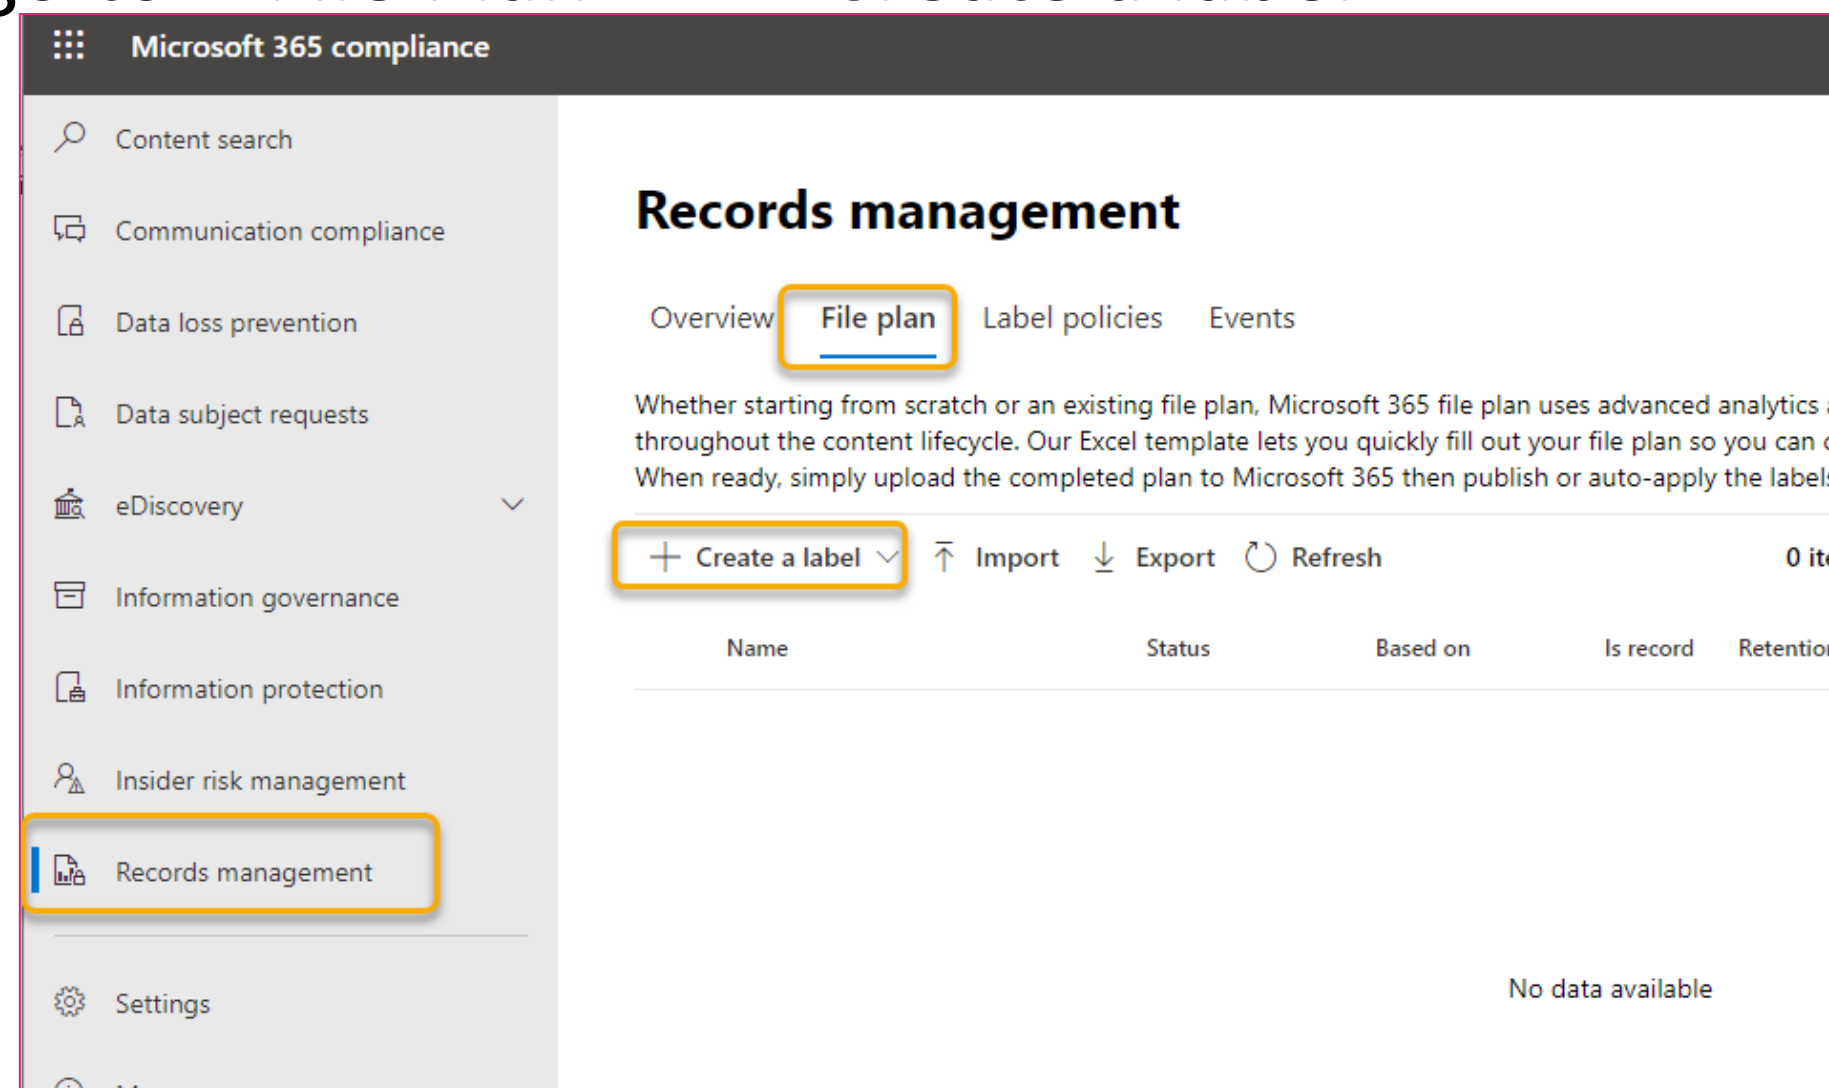 Microsoft 365 compliance
Content search
Communication compliance
Data loss prevention
Data subject requests
eDiscovery
Information governance
Information protection
Insider risk management
Records management
Settings
Records management
Overview File plan Label policies Events
Whether starting from scratch or an existing file plan, Microsoft 365 file plan uses advanced analytics
throughout the content lifecycle. Our Excel template lets you quickly fill out your file plan so you can
When ready, simply upload the completed plan to Microsoft 365 then publish or auto-apply the labels
Create a label Import Export Refresh 0
Name Status Based on Is record Retention
No data available